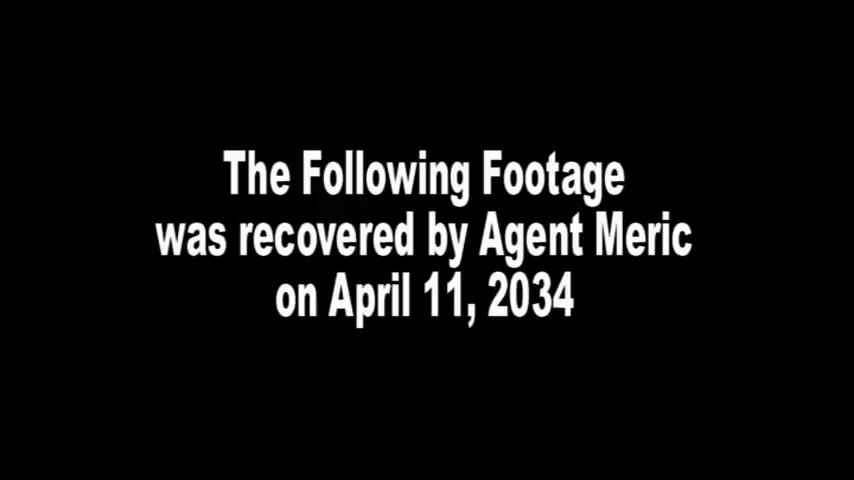 The Following Footage
was recovered by Agent Meric
on April 11, 2034